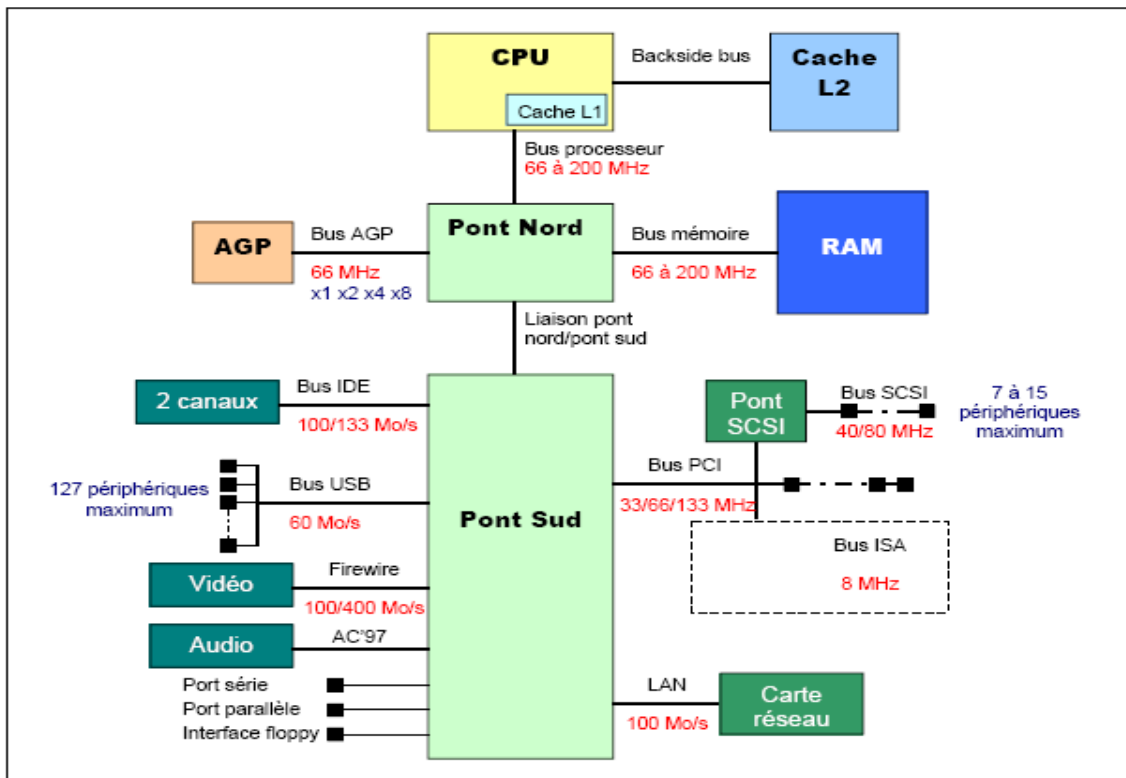 CPU
Cache L1
Backside bus
Cache
L2
Bus processeur
66 à 200 MHz
AGP
Bus AGP
66 MHz
x1 x2 x4 x8
Pont Nord
Bus mémoire
66 à 200 MHz
RAM
Liaison pont
nord/pont sud
2 canaux
Bus IDE
100/133 Mo/s
127 périphériques
maximum
Bus USB
60 Mo/s
Pont Sud
Pont
SCSI
Bus SCSI
40/80 MHz
7 à 15
périphériques
maximum
Bus PCI
33/66/133 MHz
Bus ISA
8 MHz
Vidéo
Firewire
100/400 Mo/s
Audio
AC'97
Port série
Port parallèle
Interface floppy
LAN
100 Mo/s
Carte
réseau